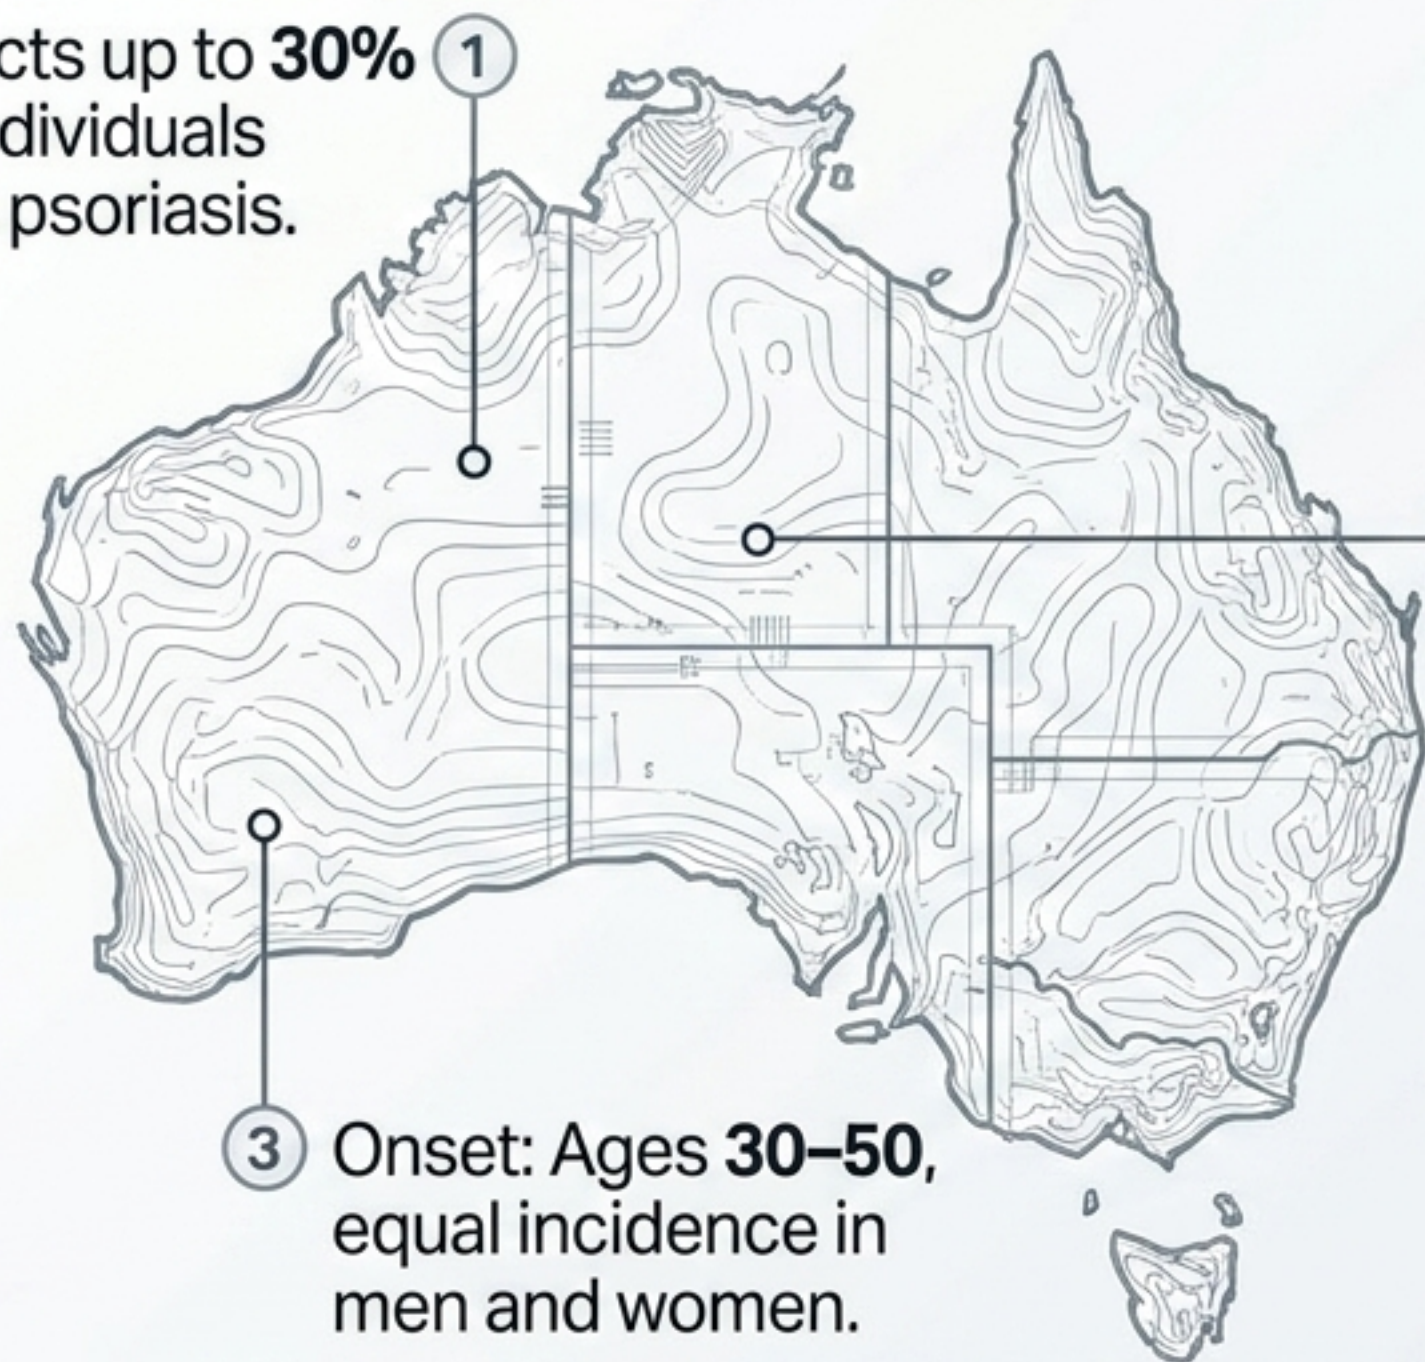 cts up to 30% 1
dividuals
psoriasis.
3 Onset: Ages 30–50,
equal incidence in
men and women.